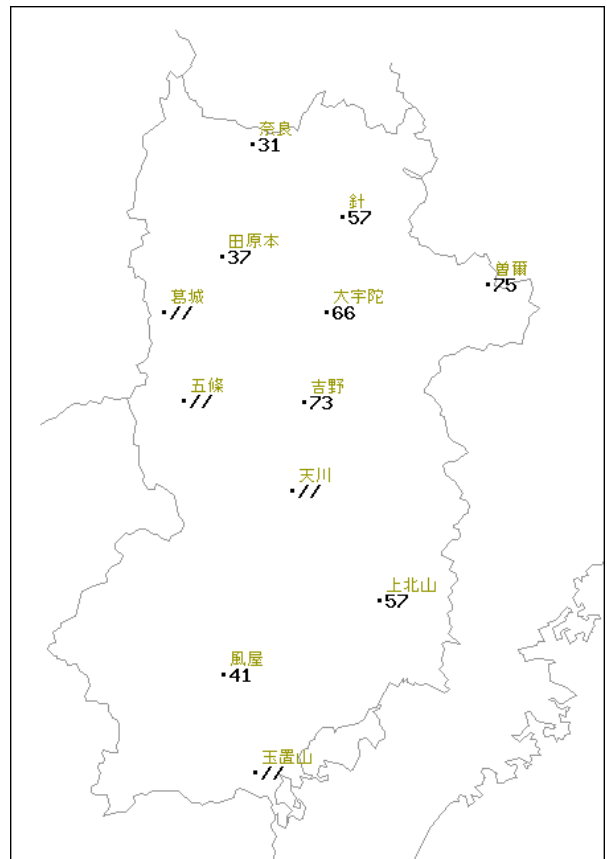 奈良
31
針
57
田原本
37
曽爾
75
葛城
//
大宇陀
66
五條
//
吉野
73
天川
//
上北山
57
風屋
41
玉置山
//